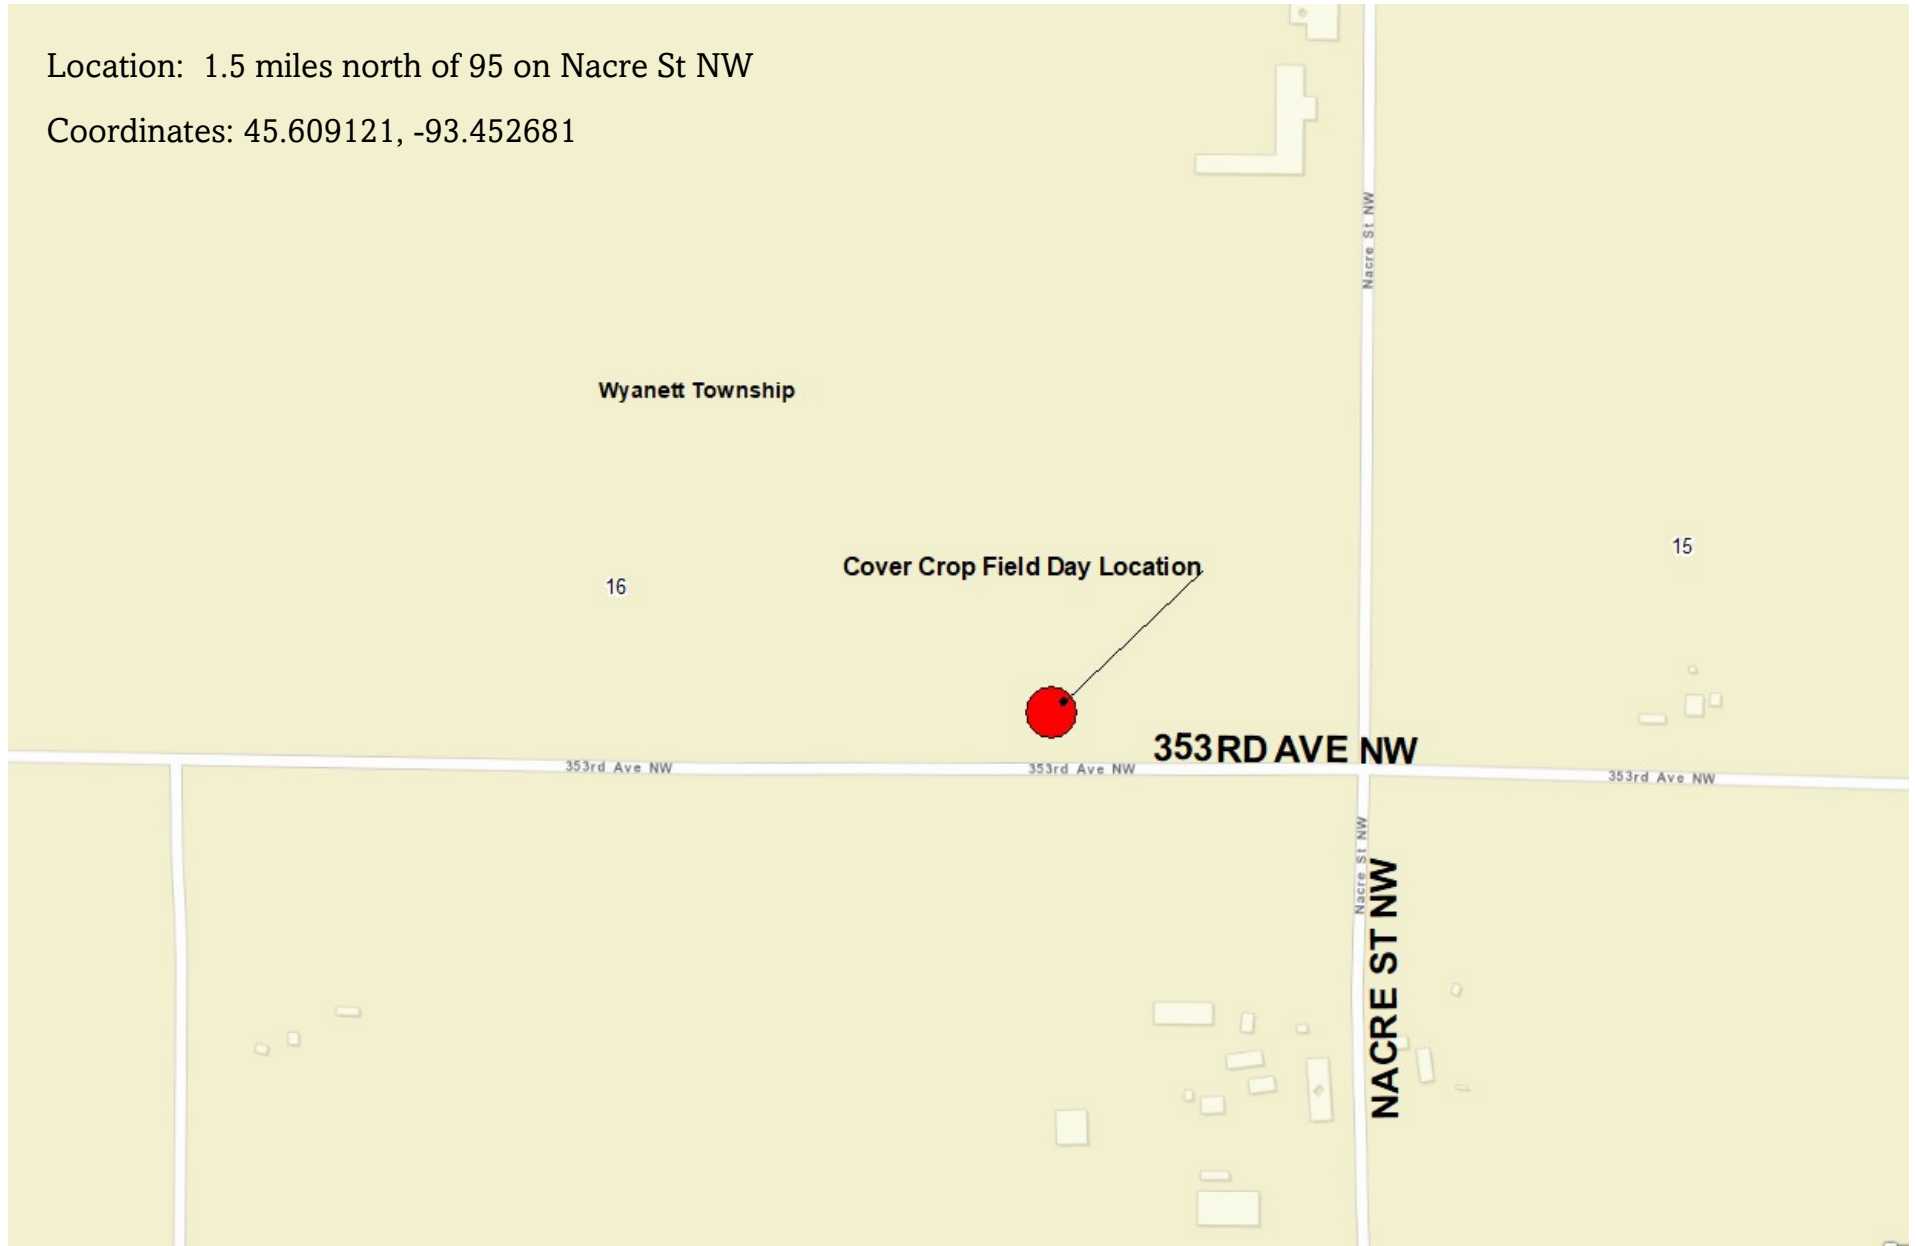 Location:  1.5 miles north of 95 on Nacre St NW
Coordinates: 45.609121, -93.452681
Nacre St NW
Wyanett Township
15
Cover Crop Field Day Location
16
353RD AVE NW
353rd Ave NW
353rd Ave NW
353rd Ave NW
Nacre St NW
NACRE ST NW